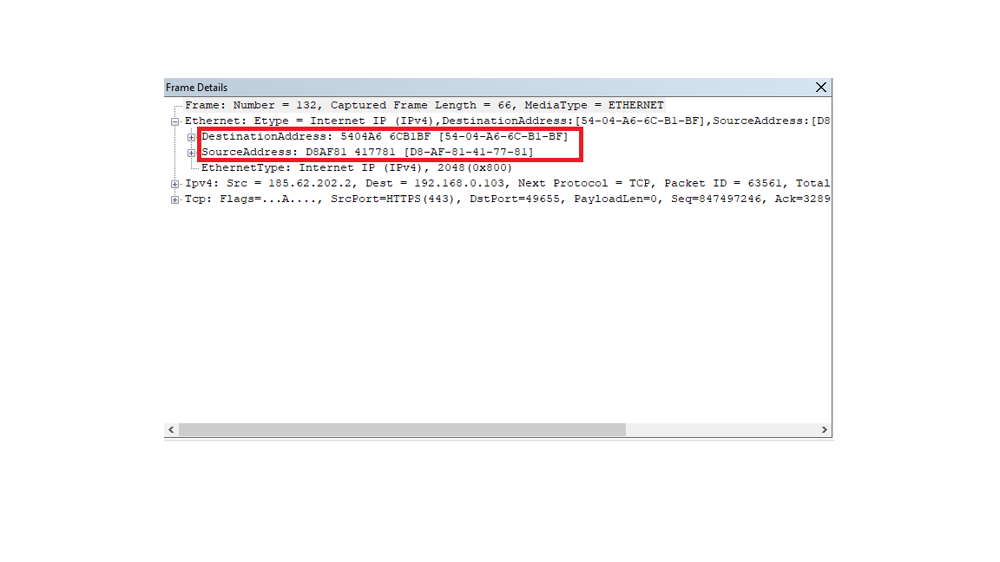 Frame Details
Frame: Number = 132, Captured Frame Length = 66, MediaType = ETHERNET
Ethernet: Etype = Internet IP (IPv4),DestinationAddress:[54-04-A6-6C-B1-BF],SourceAddress:[D8
DestinationAddress: 5404A6 6CB1BF [54-04-A6-6C-B1-BF]
SourceAddress: D8AF81 417781 [D8-AF-81-41-77-81]
EthernetType: Internet IP (IPv4), 2048(0x800)
Ipv4: Src = 185.62.202.2, Dest = 192.168.0.103, Next Protocol = TCP, Packet ID = 63561, Total
Tcp: Flags=...A...., SrcPort=HTTPS(443), DstPort=49655, PayloadLen=0, Seq=847497246, Ack=3289